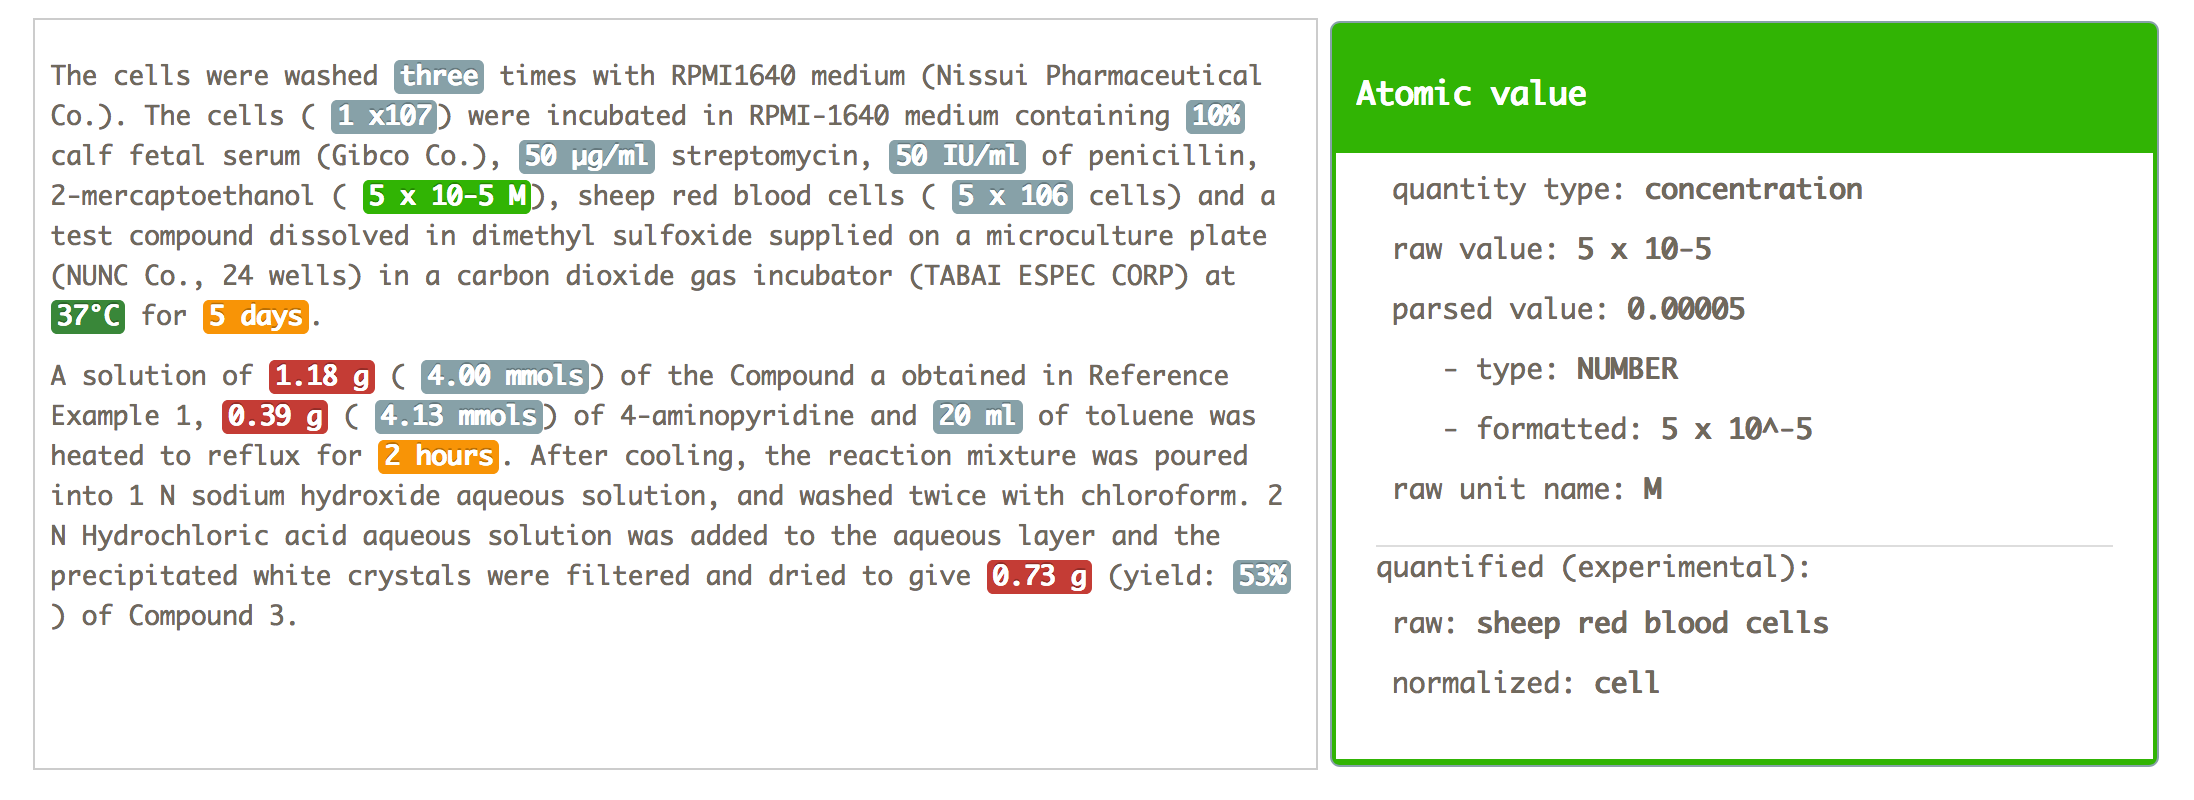 The cells were washed three times with RPMI1640 medium (Nissui Pharmaceutical
Co.). The cells ( 1 x107) were incubated in RPMI-1640 medium containing 10%
calf fetal serum (Gibco Co.), 50 µg/ml streptomycin, 50 IU/ml of penicillin,
2-mercaptoethanol ( 5 x 10-5 M), sheep red blood cells ( 5 x 106 cells) and a
test compound dissolved in dimethyl sulfoxide supplied on a microculture plate
(NUNC Co., 24 wells) in a carbon dioxide gas incubator (TABAI ESPEC CORP) at
37°C for 5 days.
A solution of 1.18 g ( 4.00 mmols) of the Compound a obtained in Reference
Example 1, 0.39 g ( 4.13 mmols) of 4-aminopyridine and 20 ml of toluene was
heated to reflux for 2 hours. After cooling, the reaction mixture was poured
into 1 N sodium hydroxide aqueous solution, and washed twice with chloroform. 2
N Hydrochloric acid aqueous solution was added to the aqueous layer and the
precipitated white crystals were filtered and dried to give 0.73 g (yield: 53%
) of Compound 3.
Atomic value
quantity type: concentration
raw value: 5 x 10-5
parsed value: 0.00005
- type: NUMBER
- formatted: 5 x 10^-5
raw unit name: M
quantified (experimental):
raw: sheep red blood cells
normalized: cell